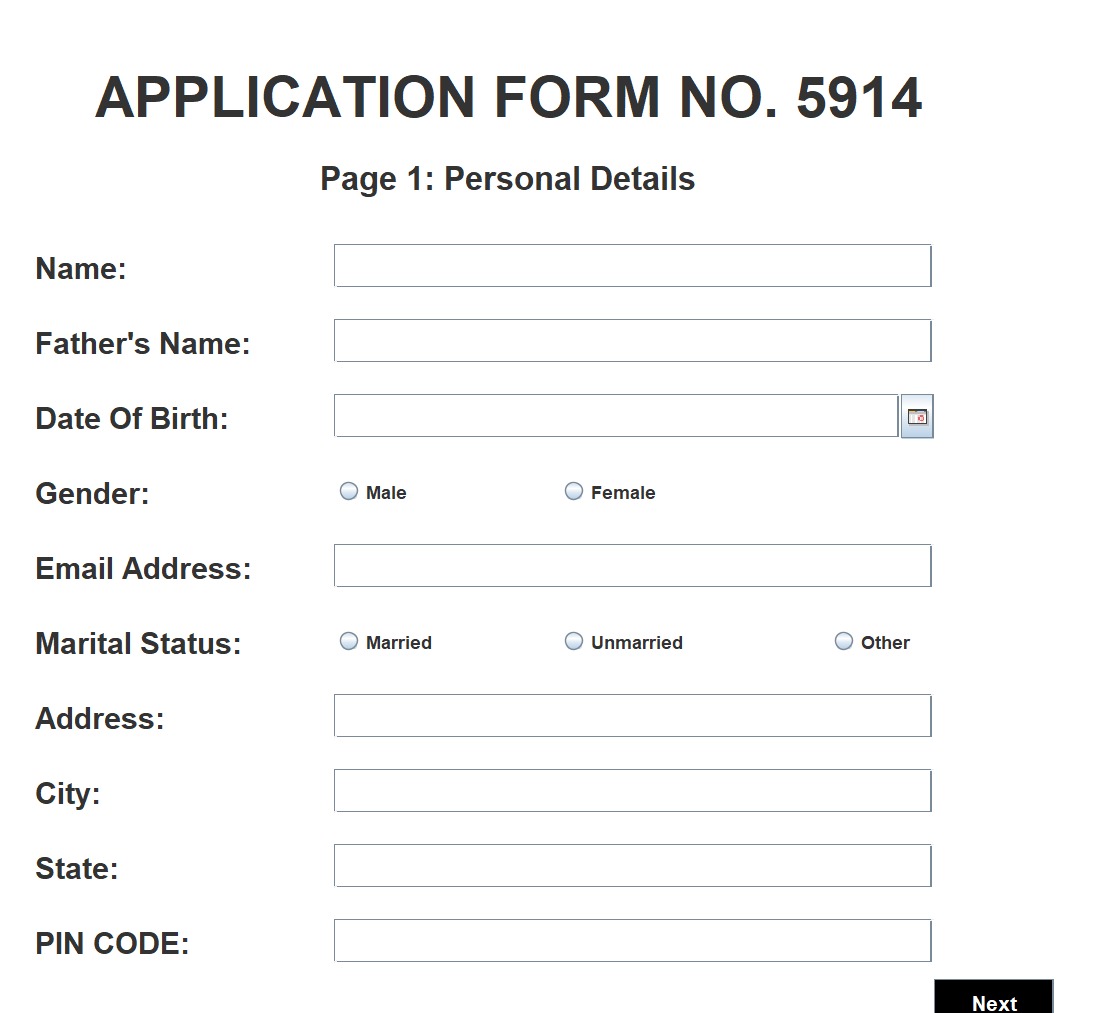 APPLICATION FORM NO. 5914
Page 1: Personal Details
Name:
Father's Name:
Date Of Birth:
Gender: Male Female
Email Address:
Marital Status: Married Unmarried Other
Address:
City:
State:
PIN CODE:
Next